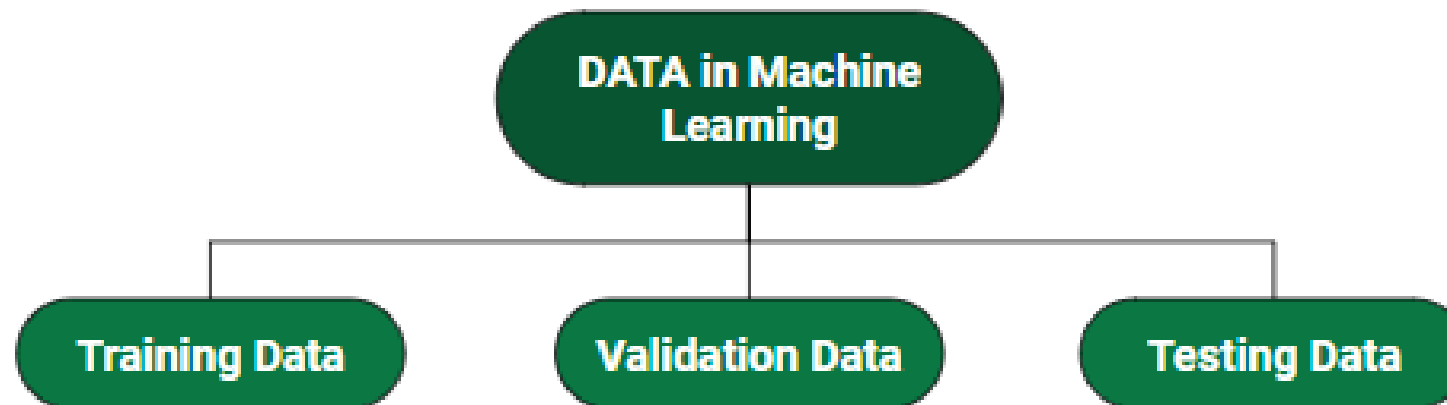 DATA in Machine
Learning
Training Data
Validation Data
Testing Data